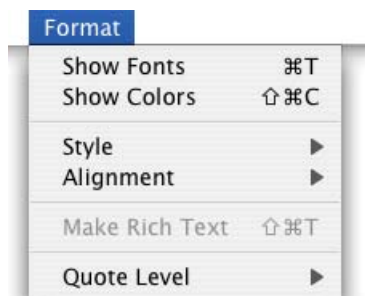 Format
Show Fonts ⌘T
Show Colors ⇧⌘C
Style ▶
Alignment ▶
Make Rich Text ⇧⌘T
Quote Level ▶